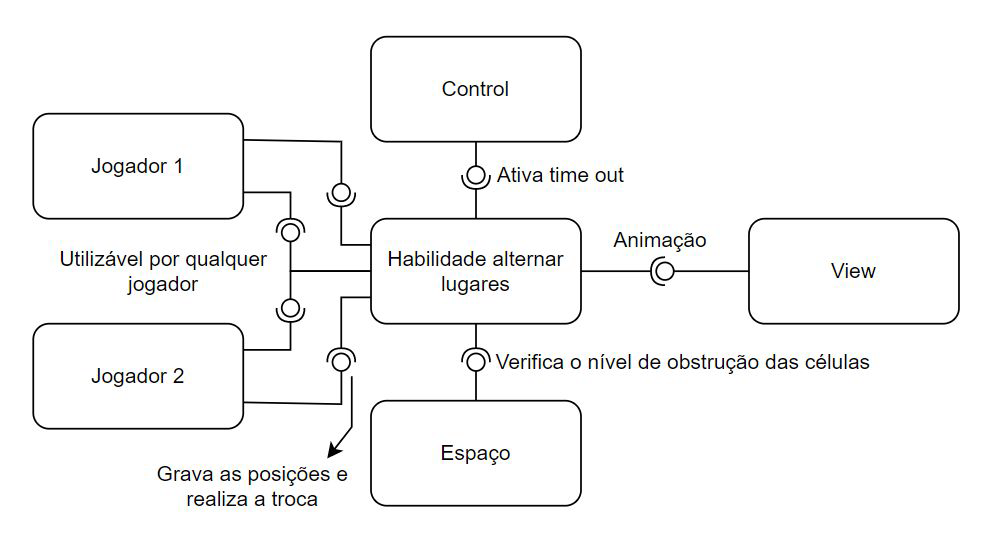 Control
Jogador 1
Ativa time out
Utilizável por qualquer
jogador
Habilidade alternar
lugares
Animação
View
Jogador 2
Verifica o nível de obstrução das células
Espaço
Grava as posições e
realiza a troca